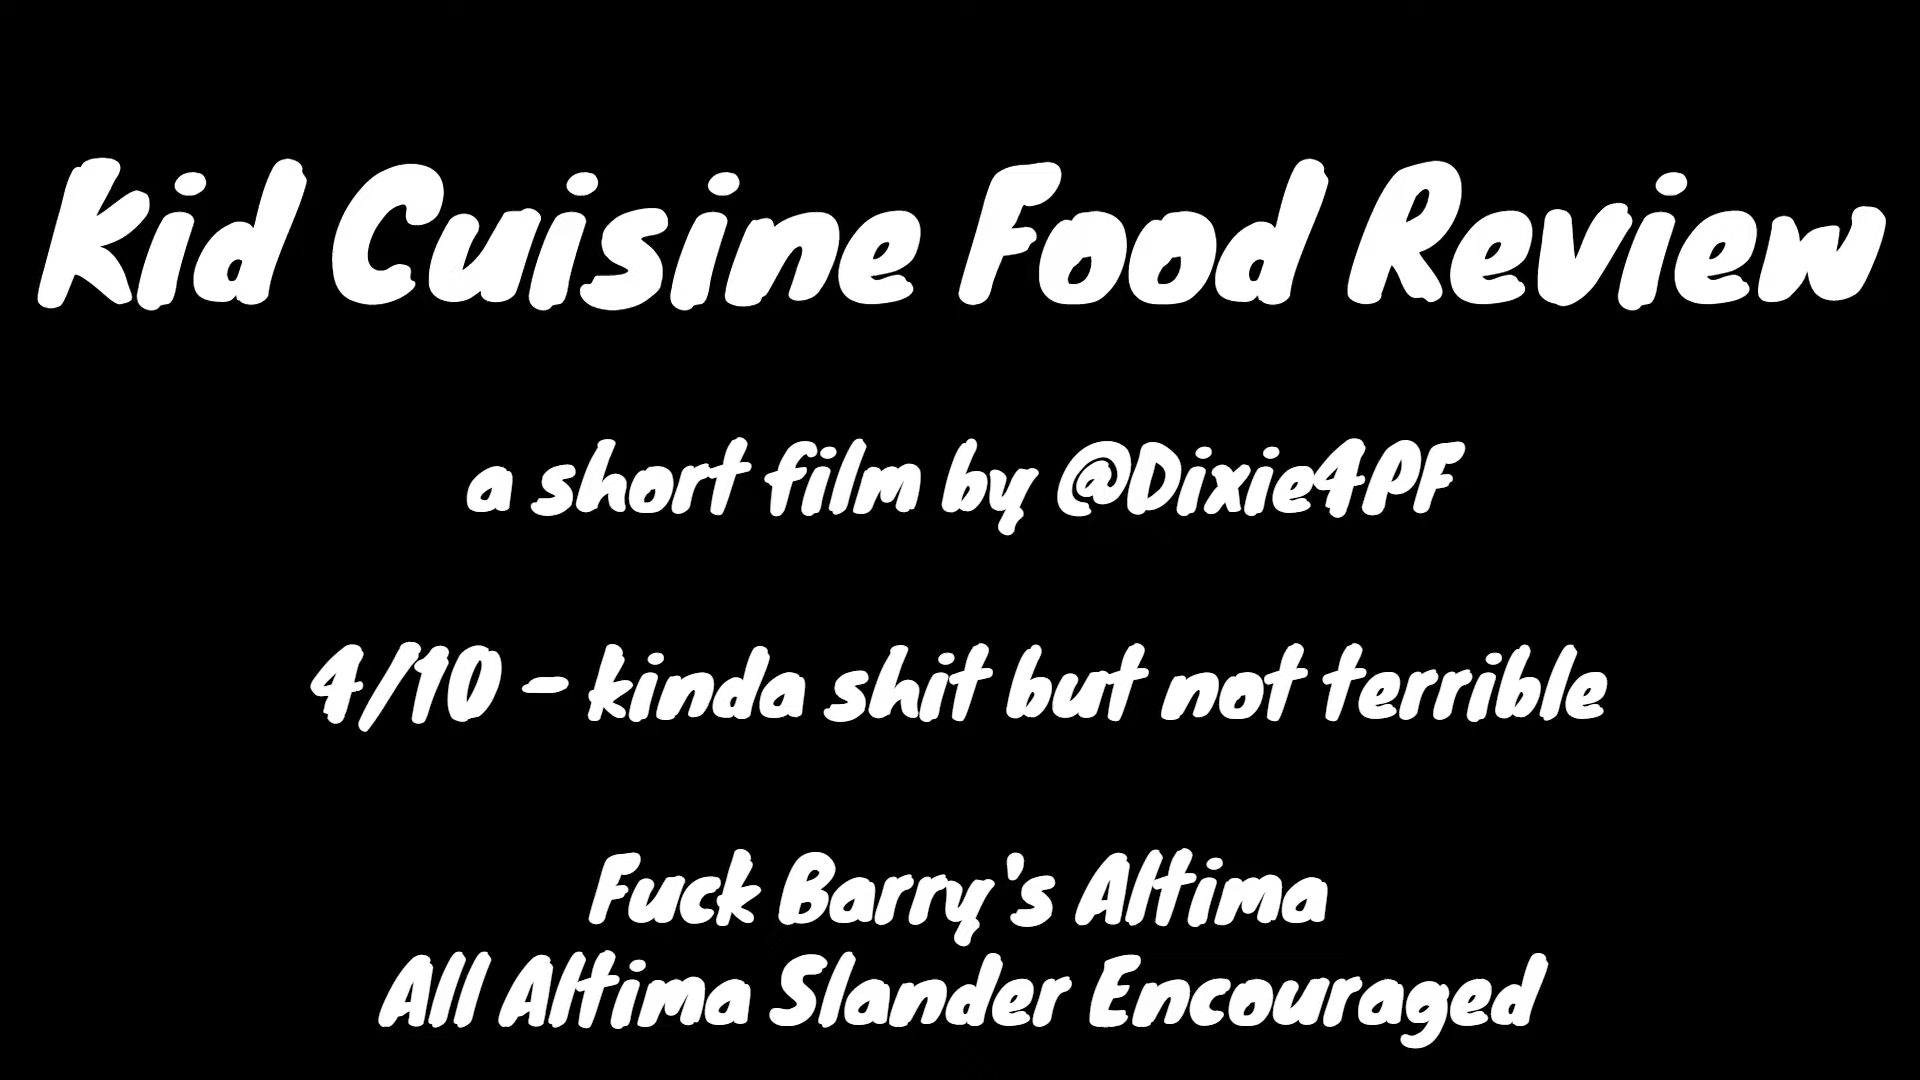 Kid Cuisine Food Review
a short film by @Dixie4PF
4/10 - kinda shit but not terrible
Fuck Barry's Altima
All Altima Slander Encouraged